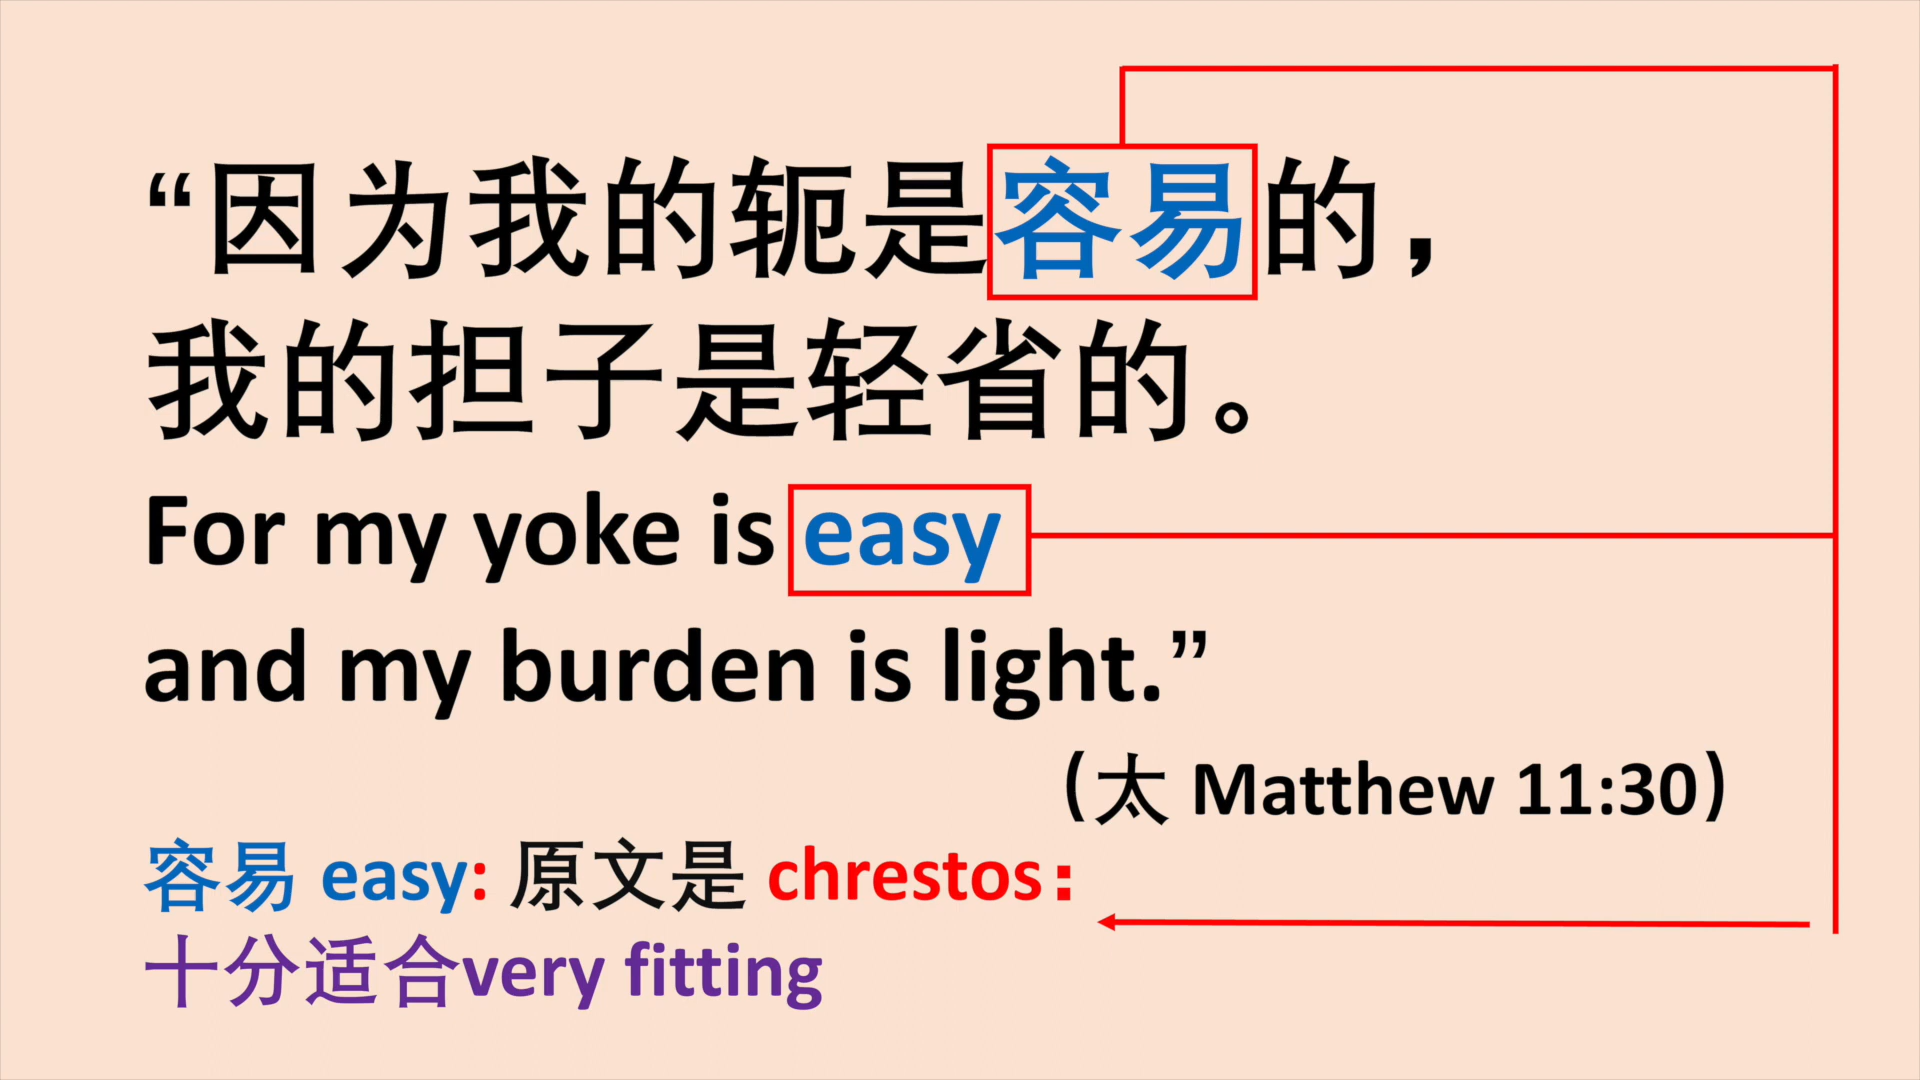 “因为我的轭是容易的，
我的担子是轻省的。
For my yoke is easy
and my burden is light.”
（太 Matthew 11:30）
容易 easy: 原文是 chrestos：
十分适合very fitting